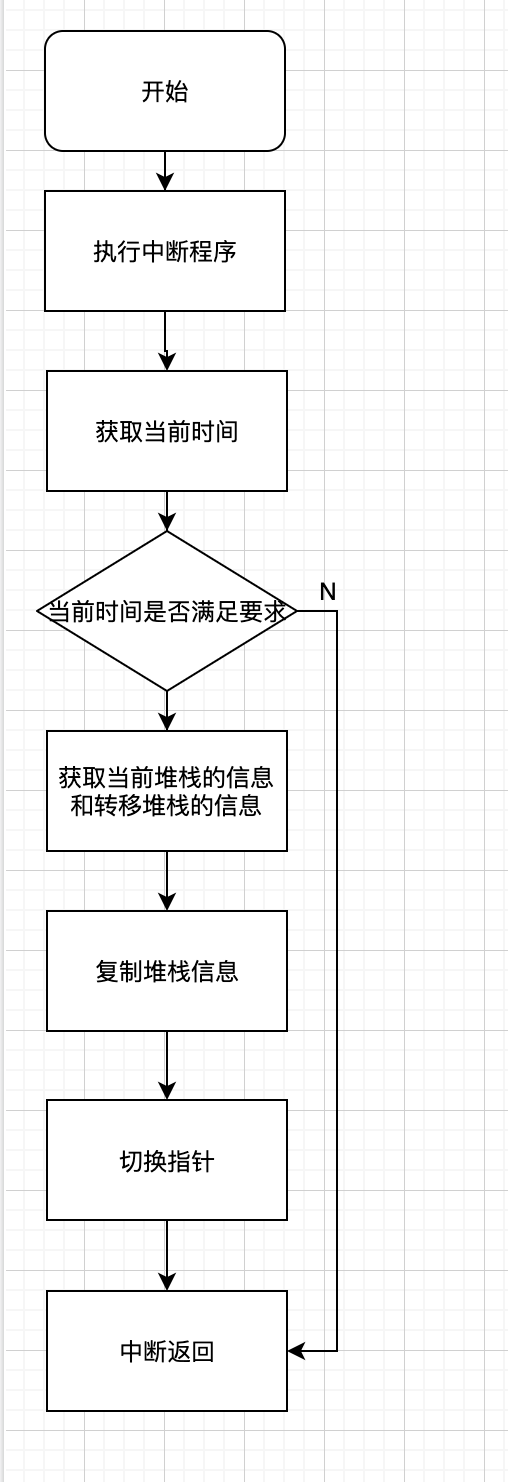 开始
执行中断程序
获取当前时间
当前时间是否满足要求
N
获取当前堆栈的信息
和转移堆栈的信息
复制堆栈信息
切换指针
中断返回